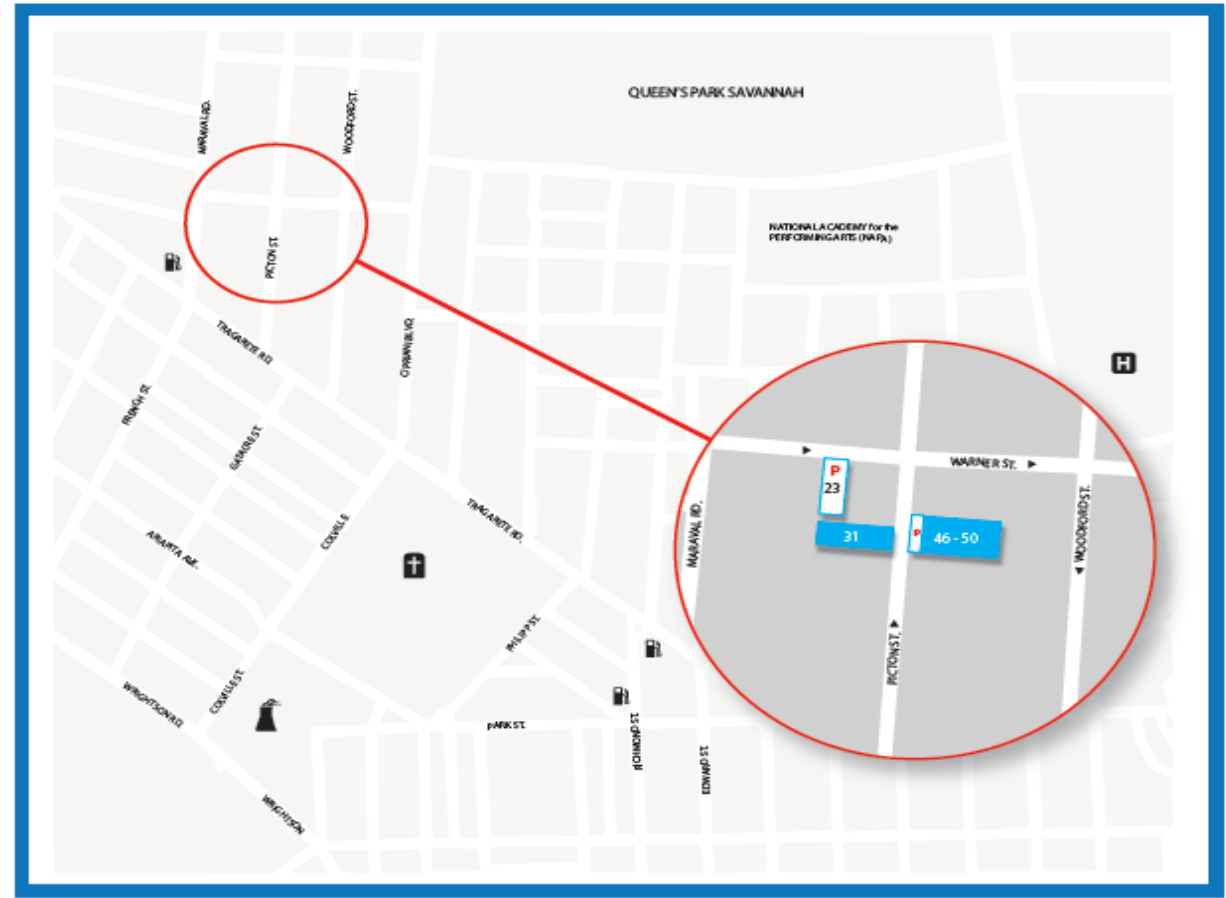 QUEEN'S PARK SAVANNAH
MARAVAL RD.
WOODFORD ST.
NATIONAL ACADEMY for the
PERFORMING ARTS (NAPA)
PICTON ST.
TRAGARETE RD.
CIPRIANI BLVD.
H
FRENCH ST.
GATACRE ST.
WARNER ST.
P
23
MARAVAL RD.
WOODFORD ST.
31
P
46 - 50
TRAGARETE RD.
COLVILLE
ARIAPITA AVE.
PHILIPP ST.
PICTON ST.
COLVILLE ST.
WRIGHTSON RD.
pARK ST.
RICHMOND ST.
EDWARD ST.
WRIGHTSON